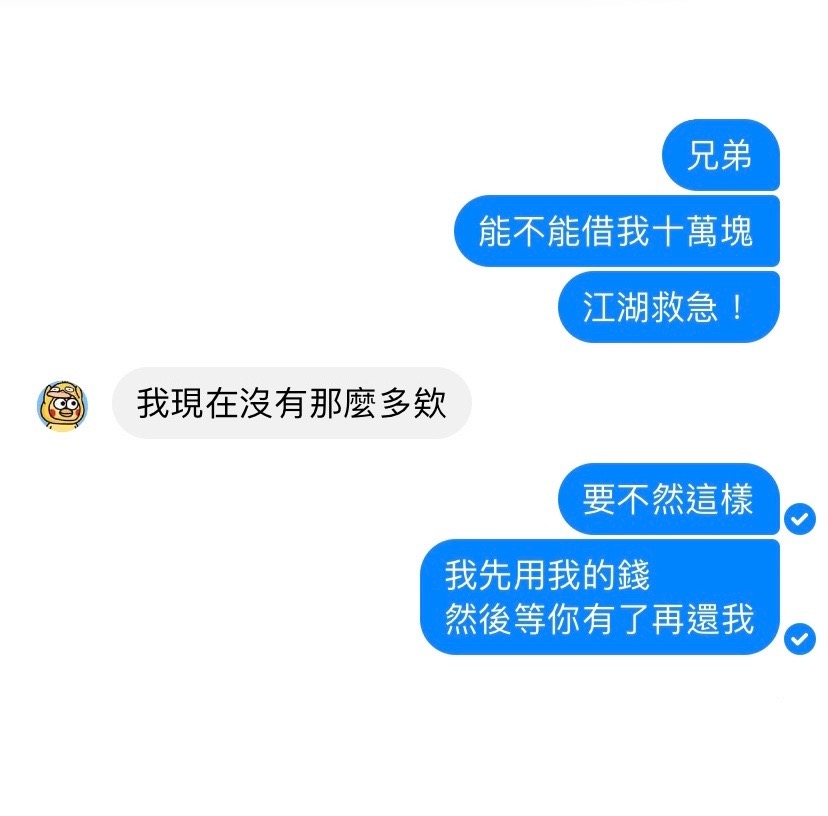 兄弟
能不能借我十萬塊
江湖救急！
我現在沒有那麼多欸
要不然這樣
我先用我的錢
然後等你有了再還我